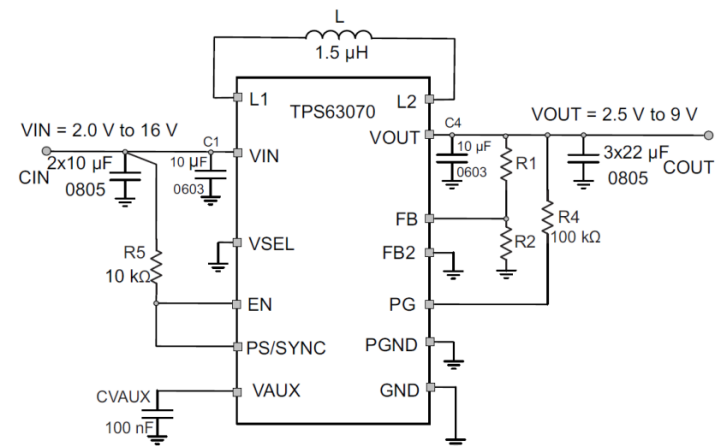 L
1.5 µH
L1
TPS63070
L2
VIN = 2.0 V to 16 V
VOUT = 2.5 V to 9 V
C1
C4
VOUT
2x10 µF
CIN
0805
10 µF
0603
VIN
10 µF
0603
R1
3x22 µF
COUT
0805
FB
R4
100 kΩ
VSEL
R2
FB2
R5
10 kΩ
EN
PG
PS/SYNC
PGND
CVAUX
VAUX
GND
100 nF